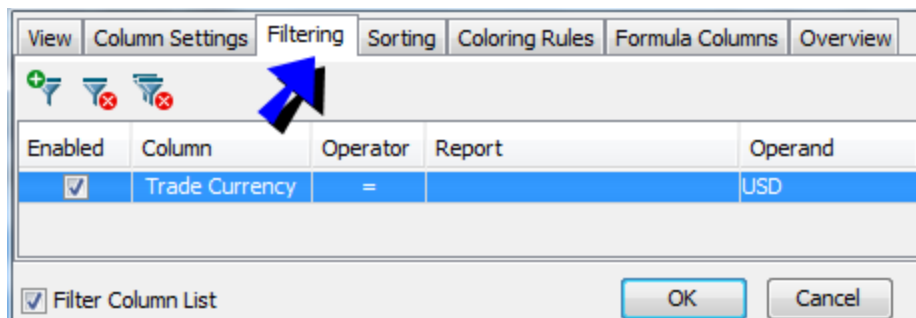 View Column Settings Filtering Sorting Coloring Rules Formula Columns Overview
Enabled Column Operator Report Operand
Trade Currency = USD
Filter Column List OK Cancel